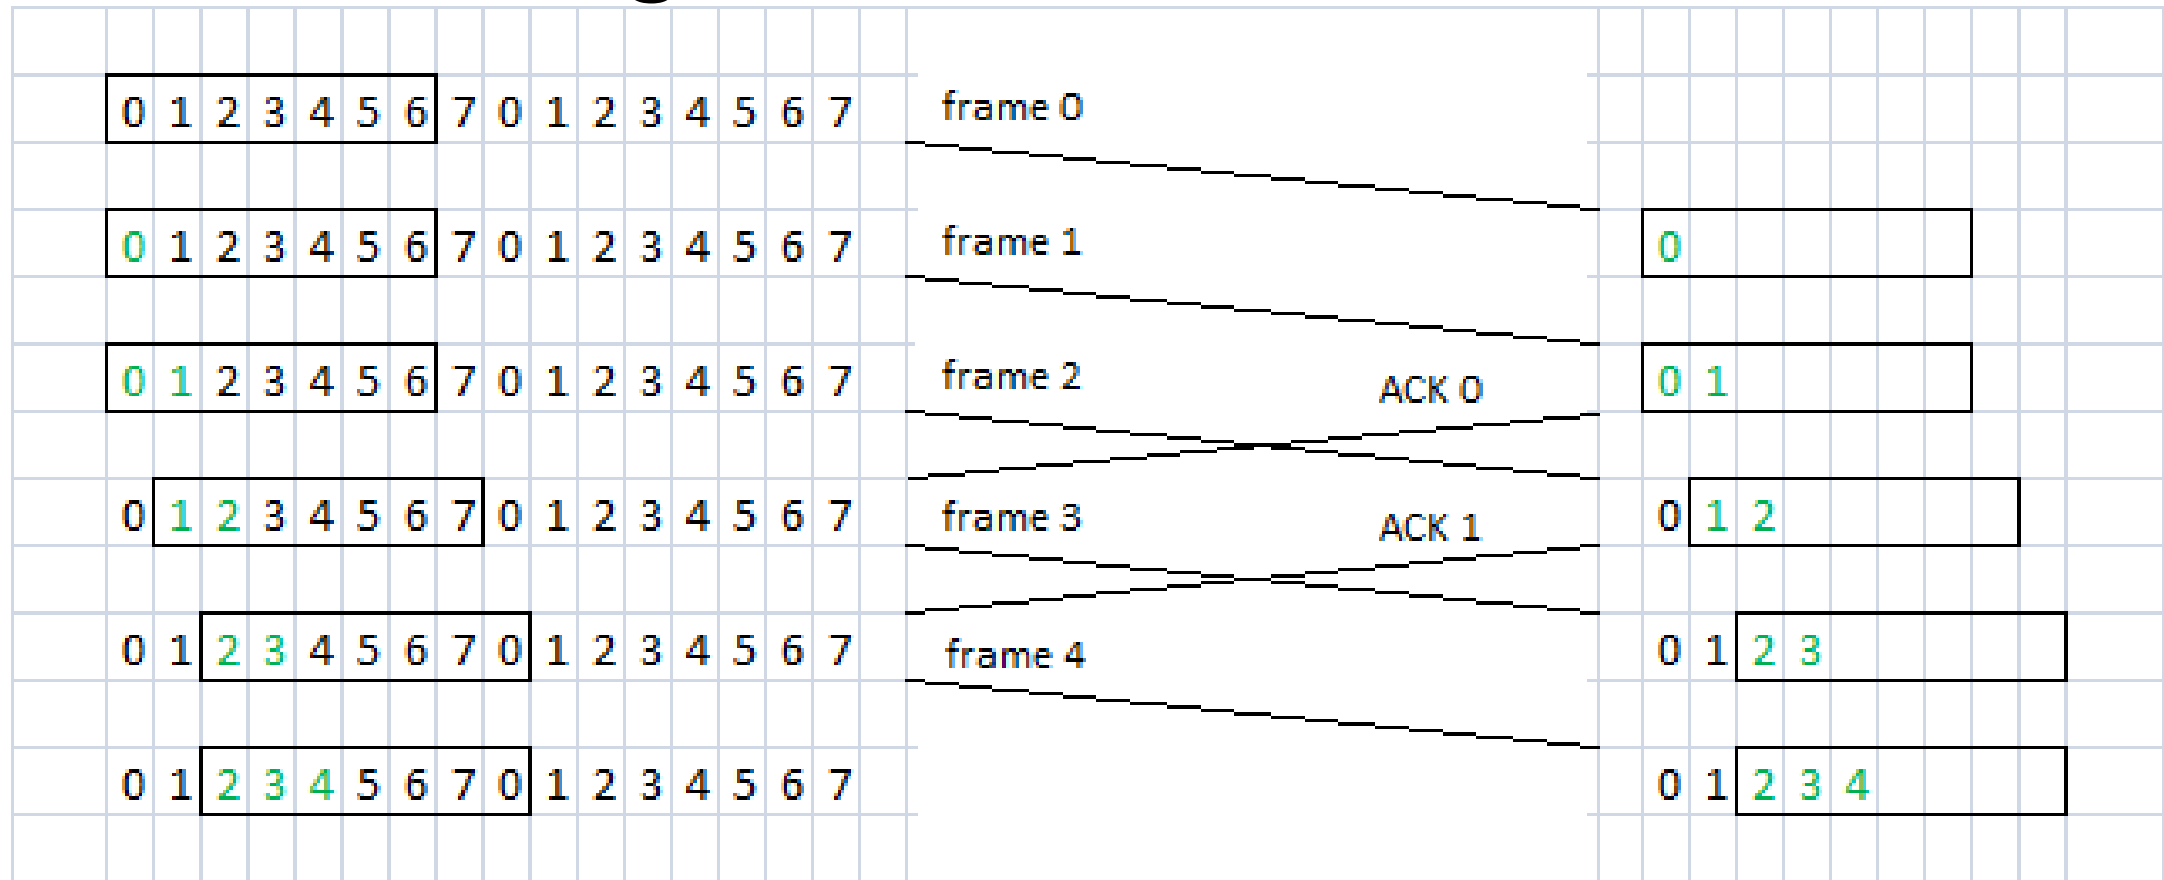 0 1 2 3 4 5 6 7 0 1 2 3 4 5 6 7 frame 0
0 1 2 3 4 5 6 7 0 1 2 3 4 5 6 7 frame 1 0
0 1 2 3 4 5 6 7 0 1 2 3 4 5 6 7 frame 2 ACK 0 0 1
0 1 2 3 4 5 6 7 0 1 2 3 4 5 6 7 frame 3 ACK 1 0 1 2
0 1 2 3 4 5 6 7 0 1 2 3 4 5 6 7 frame 4 0 1 2 3
0 1 2 3 4 5 6 7 0 1 2 3 4 5 6 7 0 1 2 3 4